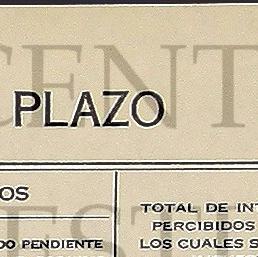 PLAZO
OS
DO PENDIENTE
TOTAL DE INT
PERCIBIDOS
LOS CUALES S